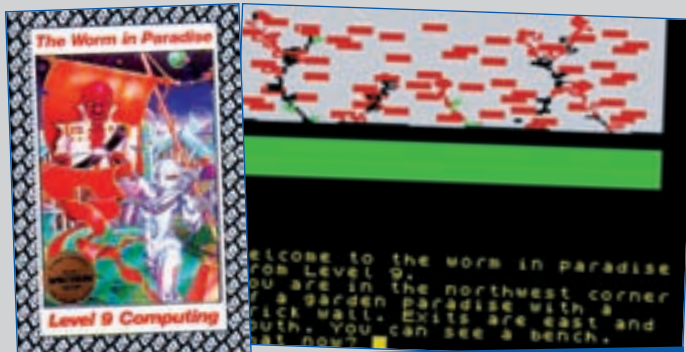 The Worm in Paradise
Level 9 Computing
elcome to the worm in paradise
rom Level 9.
ou are in the northwest corner
f a garden paradise with a
rick wall. Exits are east and
outh. You can see a bench.
at now?